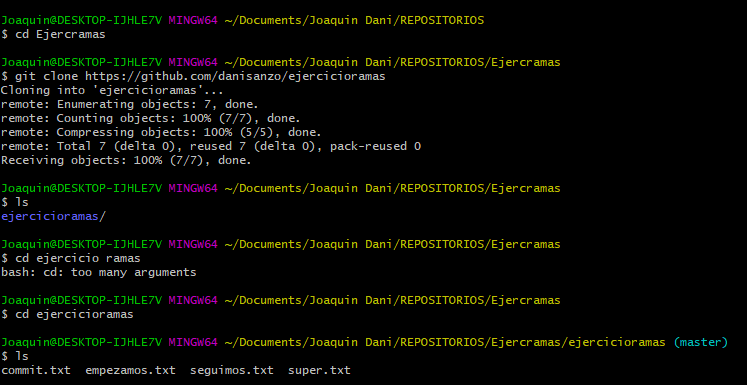 Joaquin@DESKTOP-IJHLE7V MINGW64 ~/Documents/Joaquin Dani/REPOSITORIOS
$ cd Ejercramas
Joaquin@DESKTOP-IJHLE7V MINGW64 ~/Documents/Joaquin Dani/REPOSITORIOS/Ejercramas
$ git clone https://github.com/danisanzo/ejercicioramas
Cloning into 'ejercicioramas'...
remote: Enumerating objects: 7, done.
remote: Counting objects: 100% (7/7), done.
remote: Compressing objects: 100% (5/5), done.
remote: Total 7 (delta 0), reused 7 (delta 0), pack-reused 0
Receiving objects: 100% (7/7), done.
Joaquin@DESKTOP-IJHLE7V MINGW64 ~/Documents/Joaquin Dani/REPOSITORIOS/Ejercramas
$ ls
ejercicioramas/
Joaquin@DESKTOP-IJHLE7V MINGW64 ~/Documents/Joaquin Dani/REPOSITORIOS/Ejercramas
$ cd ejercicio ramas
bash: cd: too many arguments
Joaquin@DESKTOP-IJHLE7V MINGW64 ~/Documents/Joaquin Dani/REPOSITORIOS/Ejercramas
$ cd ejercicioramas
Joaquin@DESKTOP-IJHLE7V MINGW64 ~/Documents/Joaquin Dani/REPOSITORIOS/Ejercramas/ejercicioramas (master)
$ ls
commit.txt  empezamos.txt  seguimos.txt  super.txt